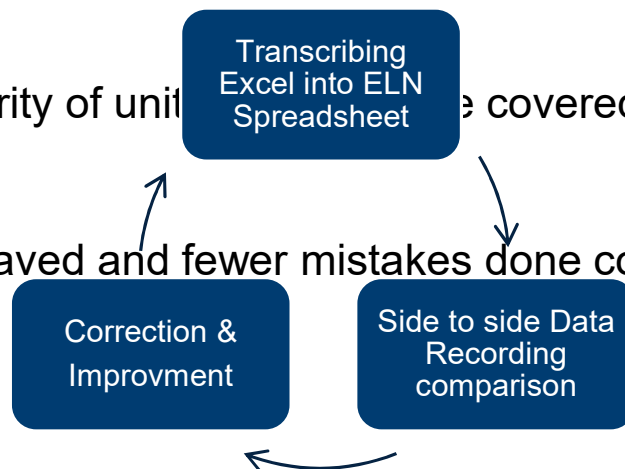 Transcribing
Excel into ELN
Spreadsheet
rity of unit e covered
aved and fewer mistakes done co
Correction &
Improvment
Side to side Data
Recording
comparison